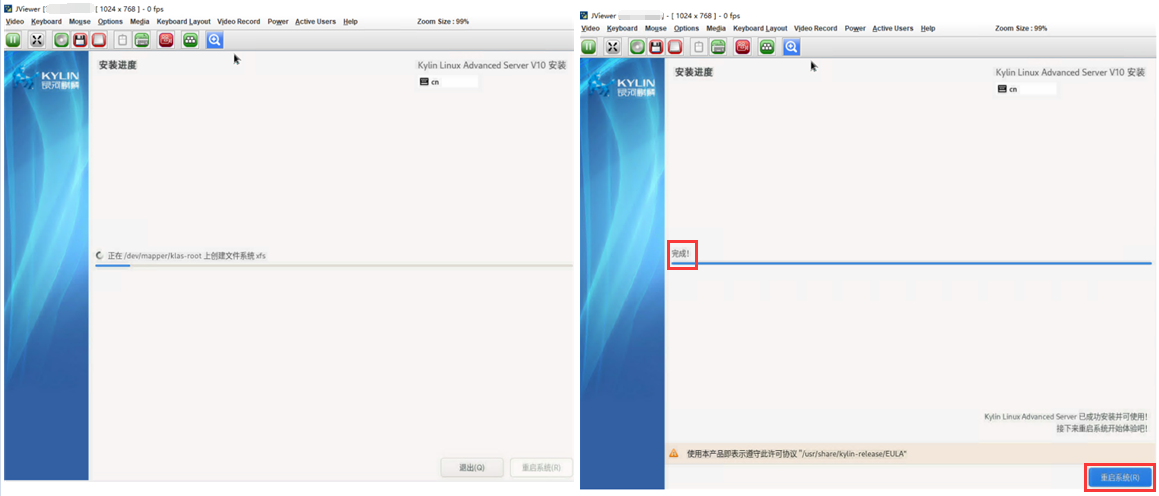 JViewer [ [ 1024 x 768 ] - 0 fps
Video Keyboard Mouse Options Media Keyboard Layout Video Record Power Active Users Help Zoom Size : 99%
KYLIN
银河麒麟
安装进度
Kylin Linux Advanced Server V10 安装
cn
正在 /dev/mapper/klas-root 上创建文件系统 xfs
退出(Q)
重启系统(R)
JViewer ] - [ 1024 x 768 ] - 0 fps
Video Keyboard Mouse Options Media Keyboard Layout Video Record Power Active Users Help Zoom Size : 99%
KYLIN
银河麒麟
安装进度
Kylin Linux Advanced Server V10 安装
cn
完成!
Kylin Linux Advanced Server 已成功安装并可使用!
接下来重启系统开始体验吧!
使用本产品即表示遵守此许可协议 "/usr/share/kylin-release/EULA"
重启系统(R)